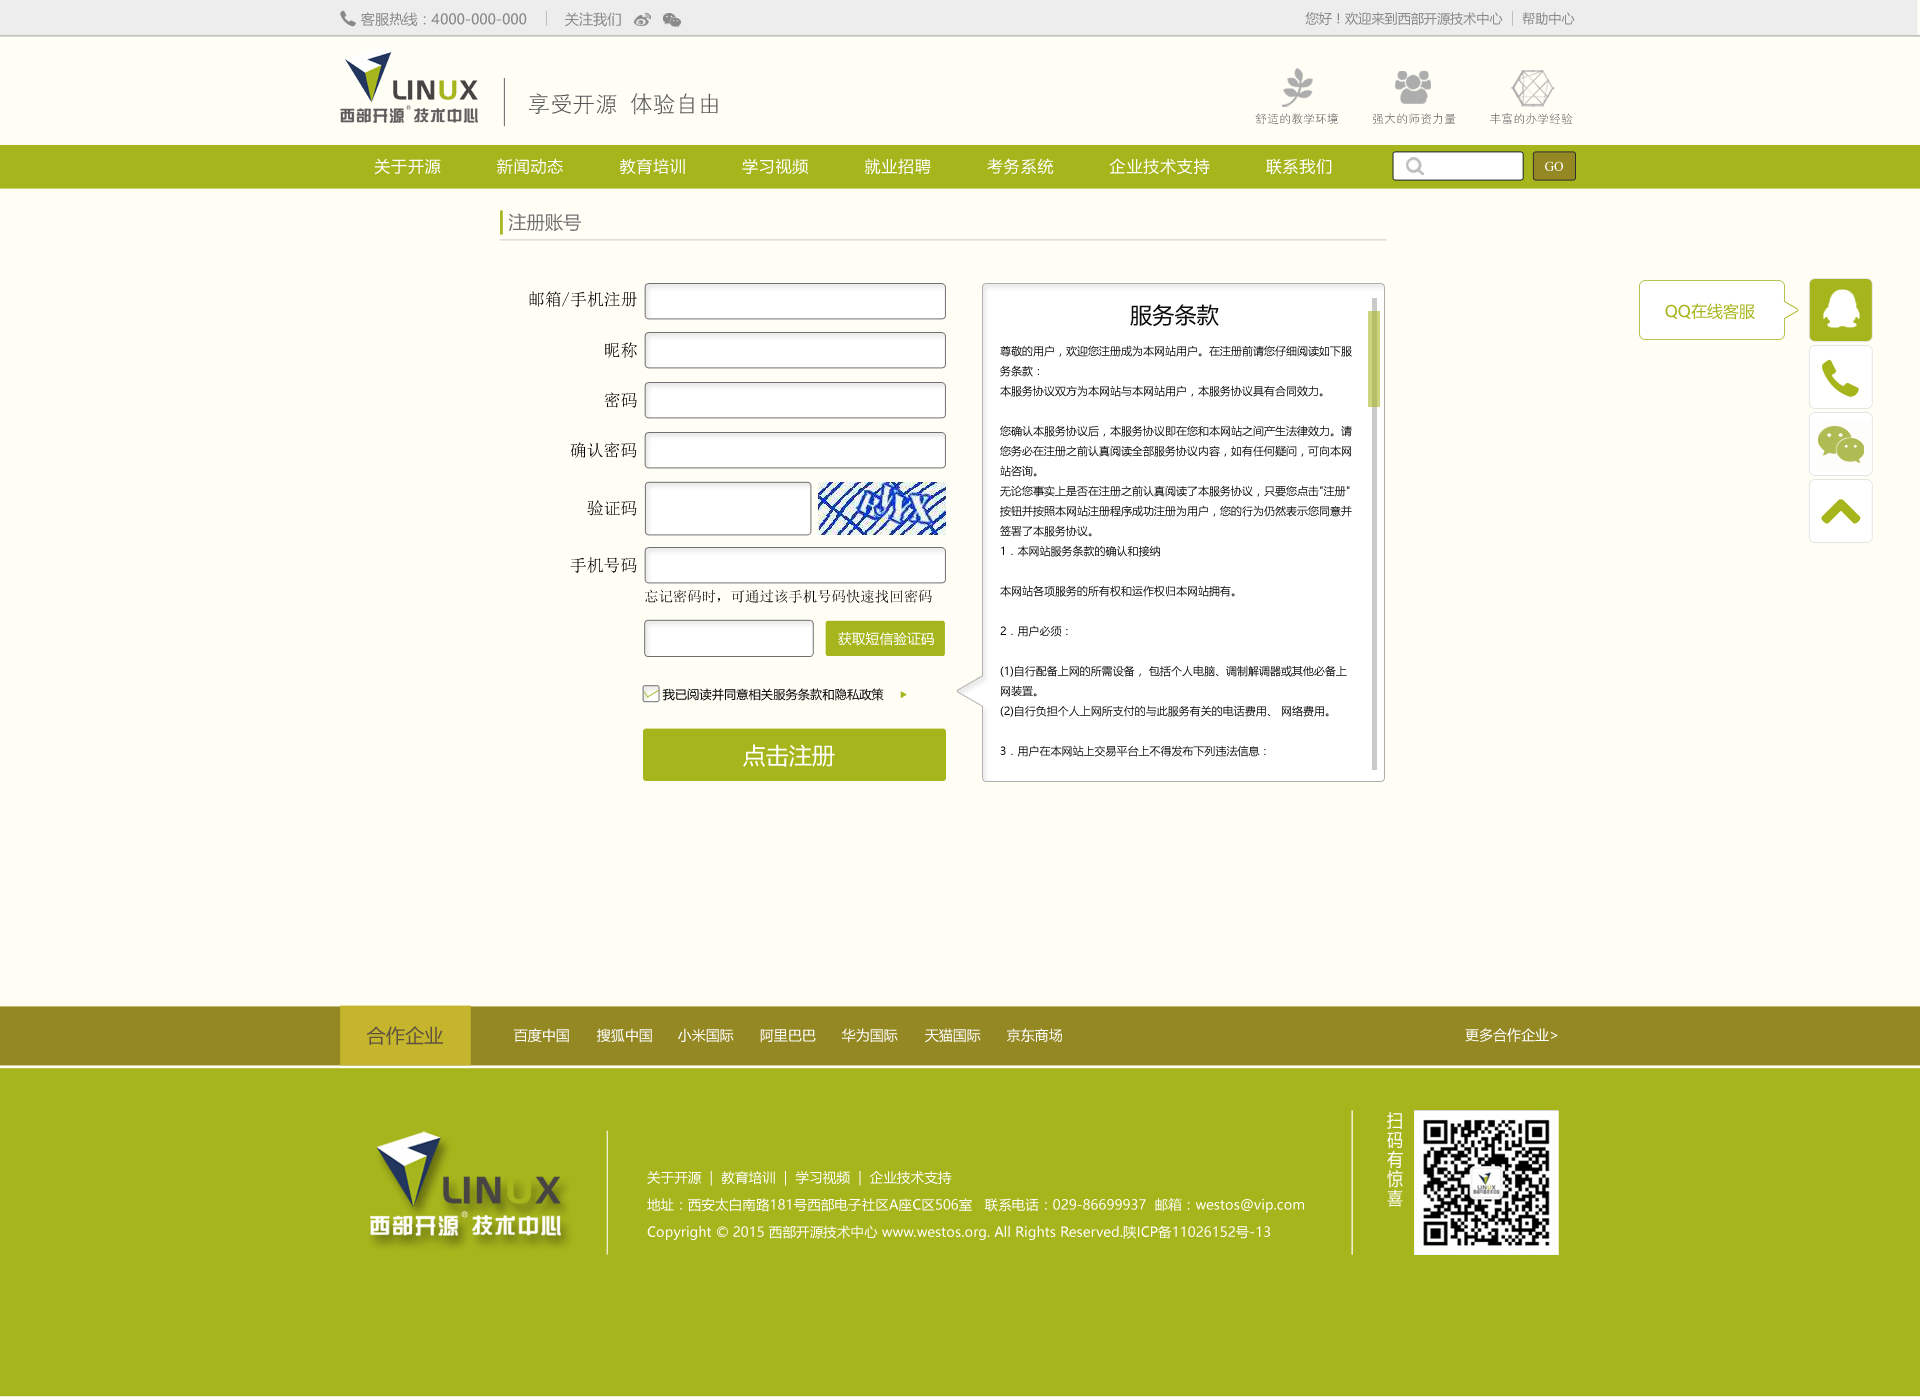 客服热线：4000-000-000 关注我们 您好！欢迎来到西部开源技术中心 帮助中心
LINUX
西部开源®技术中心
享受开源 体验自由
舒适的教学环境 强大的师资力量 丰富的办学经验
关于开源 新闻动态 教育培训 学习视频 就业招聘 考务系统 企业技术支持 联系我们 GO
注册账号
邮箱/手机注册
昵称
密码
确认密码
验证码
手机号码
忘记密码时，可通过该手机号码快速找回密码
获取短信验证码
我已阅读并同意相关服务条款和隐私政策
点击注册
服务条款
尊敬的用户，欢迎您注册成为本网站用户。在注册前请您仔细阅读如下服
务条款：
本服务协议双方为本网站与本网站用户，本服务协议具有合同效力。
您确认本服务协议后，本服务协议即在您和本网站之间产生法律效力。请
您务必在注册之前认真阅读全部服务协议内容，如有任何疑问，可向本网
站咨询。
无论您事实上是否在注册之前认真阅读了本服务协议，只要您点击"注册"
按钮并按照本网站注册程序成功注册为用户，您的行为仍然表示您同意并
签署了本服务协议。
1．本网站服务条款的确认和接纳
本网站各项服务的所有权和运作权归本网站拥有。
2．用户必须：
(1)自行配备上网的所需设备， 包括个人电脑、调制解调器或其他必备上
网装置。
(2)自行负担个人上网所支付的与此服务有关的电话费用、 网络费用。
3．用户在本网站上交易平台上不得发布下列违法信息：
QQ在线客服
合作企业 百度中国 搜狐中国 小米国际 阿里巴巴 华为国际 天猫国际 京东商场 更多合作企业>
LINUX
西部开源®技术中心
关于开源 | 教育培训 | 学习视频 | 企业技术支持
地址：西安太白南路181号西部电子社区A座C区506室 联系电话：029-86699937 邮箱：westos@vip.com
Copyright © 2015 西部开源技术中心 www.westos.org. All Rights Reserved.陕ICP备11026152号-13
扫码有惊喜